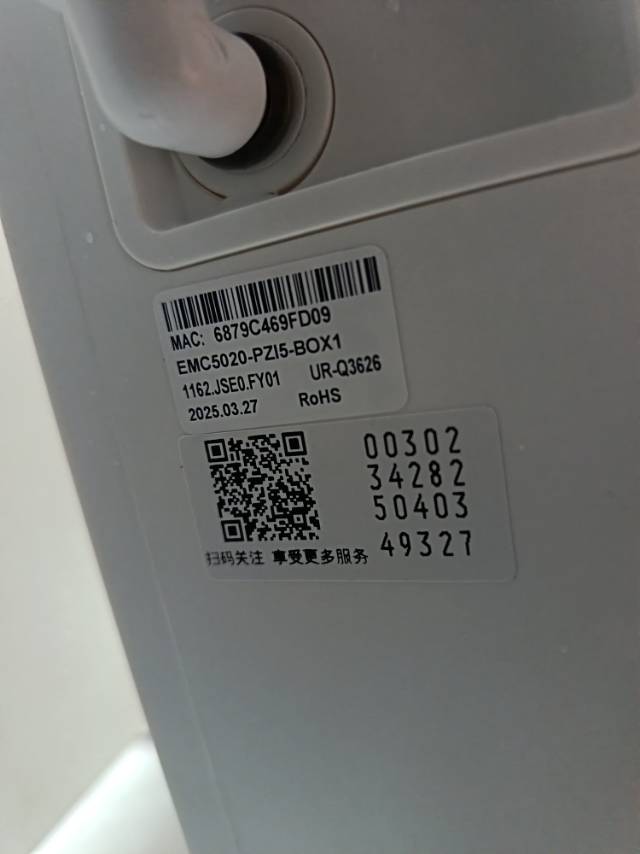 MAC: 6879C469FD09
EMC5020-PZI5-BOX1
1162.JSE0.FY01 UR-Q3626
2025.03.27 RoHS
00302
34282
50403
49327
扫码关注 享受更多服务